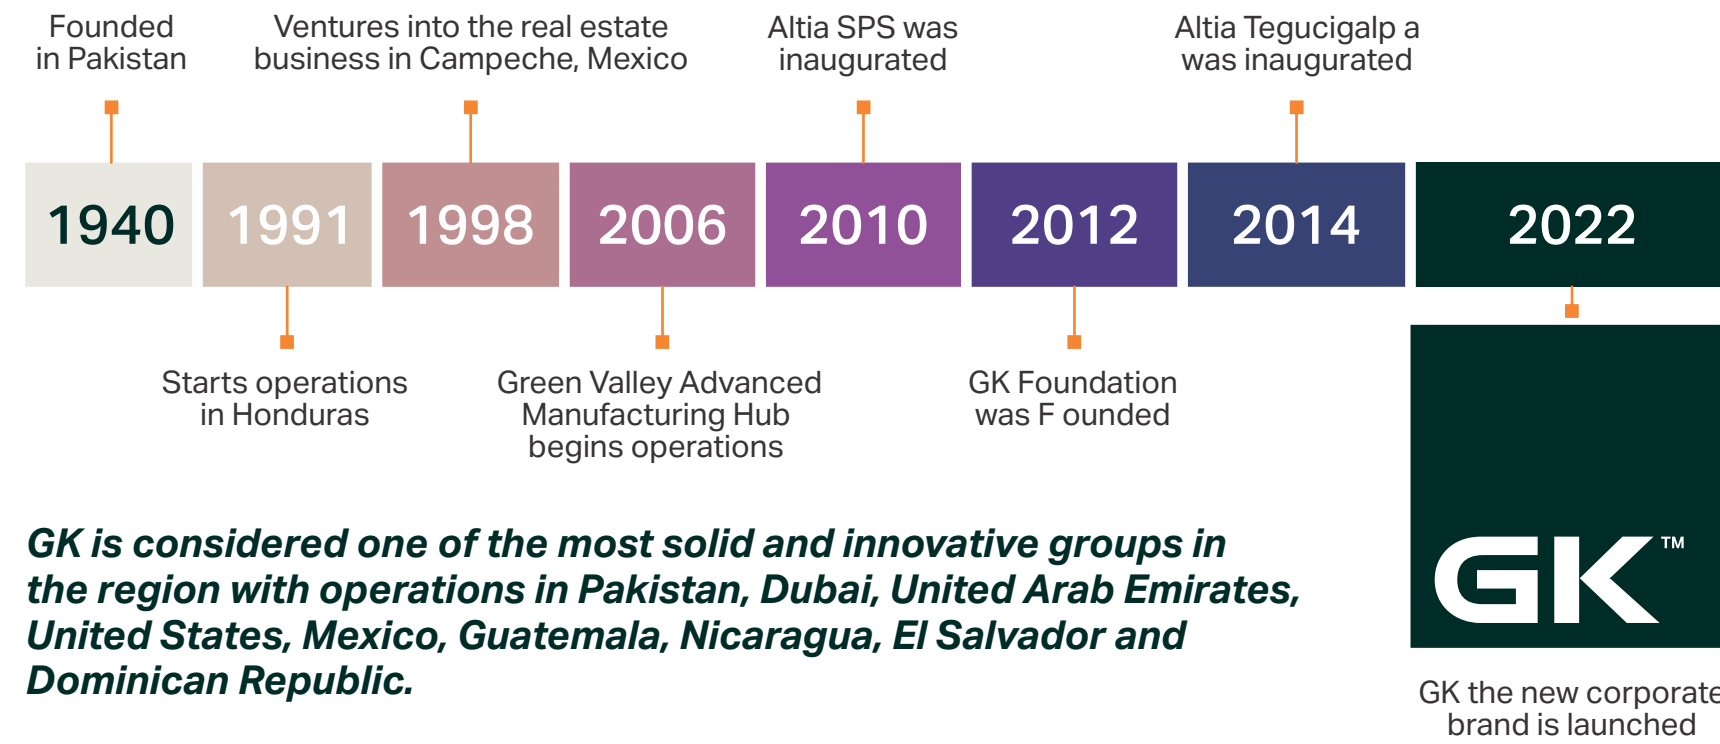 Founded
in Pakistan
Ventures into the real estate
business in Campeche, Mexico
Altia SPS was
inaugurated
Altia Tegucigalp a
was inaugurated
1940
1991
1998
2006
2010
2012
2014
2022
Starts operations
in Honduras
Green Valley Advanced
Manufacturing Hub
begins operations
GK Foundation
was F ounded
GK is considered one of the most solid and innovative groups in
the region with operations in Pakistan, Dubai, United Arab Emirates,
United States, Mexico, Guatemala, Nicaragua, El Salvador and
Dominican Republic.
GK™
GK the new corporate
brand is launched